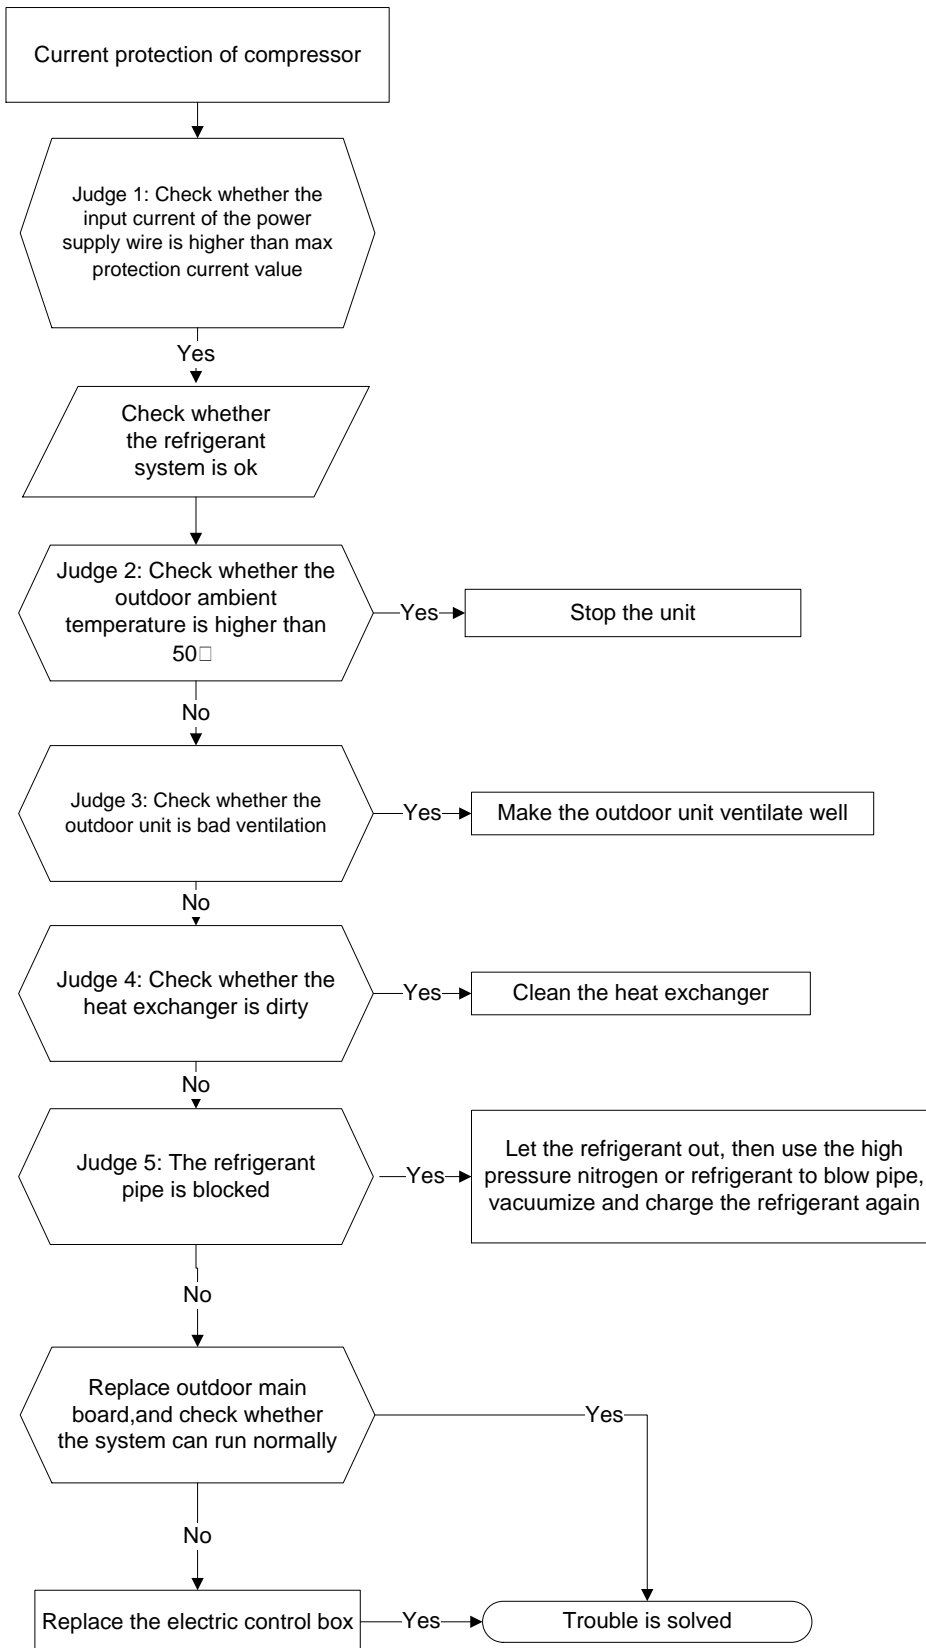 Current protection of compressor
Judge 1: Check whether the
input current of the power
supply wire is higher than max
protection current value
Yes
Check whether
the refrigerant
system is ok
Judge 2: Check whether the
outdoor ambient
temperature is higher than
50□
Yes
Stop the unit
No
Judge 3: Check whether the
outdoor unit is bad ventilation
Yes
Make the outdoor unit ventilate well
No
Judge 4: Check whether the
heat exchanger is dirty
Yes
Clean the heat exchanger
No
Judge 5: The refrigerant
pipe is blocked
Yes
Let the refrigerant out, then use the high
pressure nitrogen or refrigerant to blow pipe,
vacuumize and charge the refrigerant again
No
Replace outdoor main
board,and check whether
the system can run normally
Yes
No
Replace the electric control box
Yes
Trouble is solved